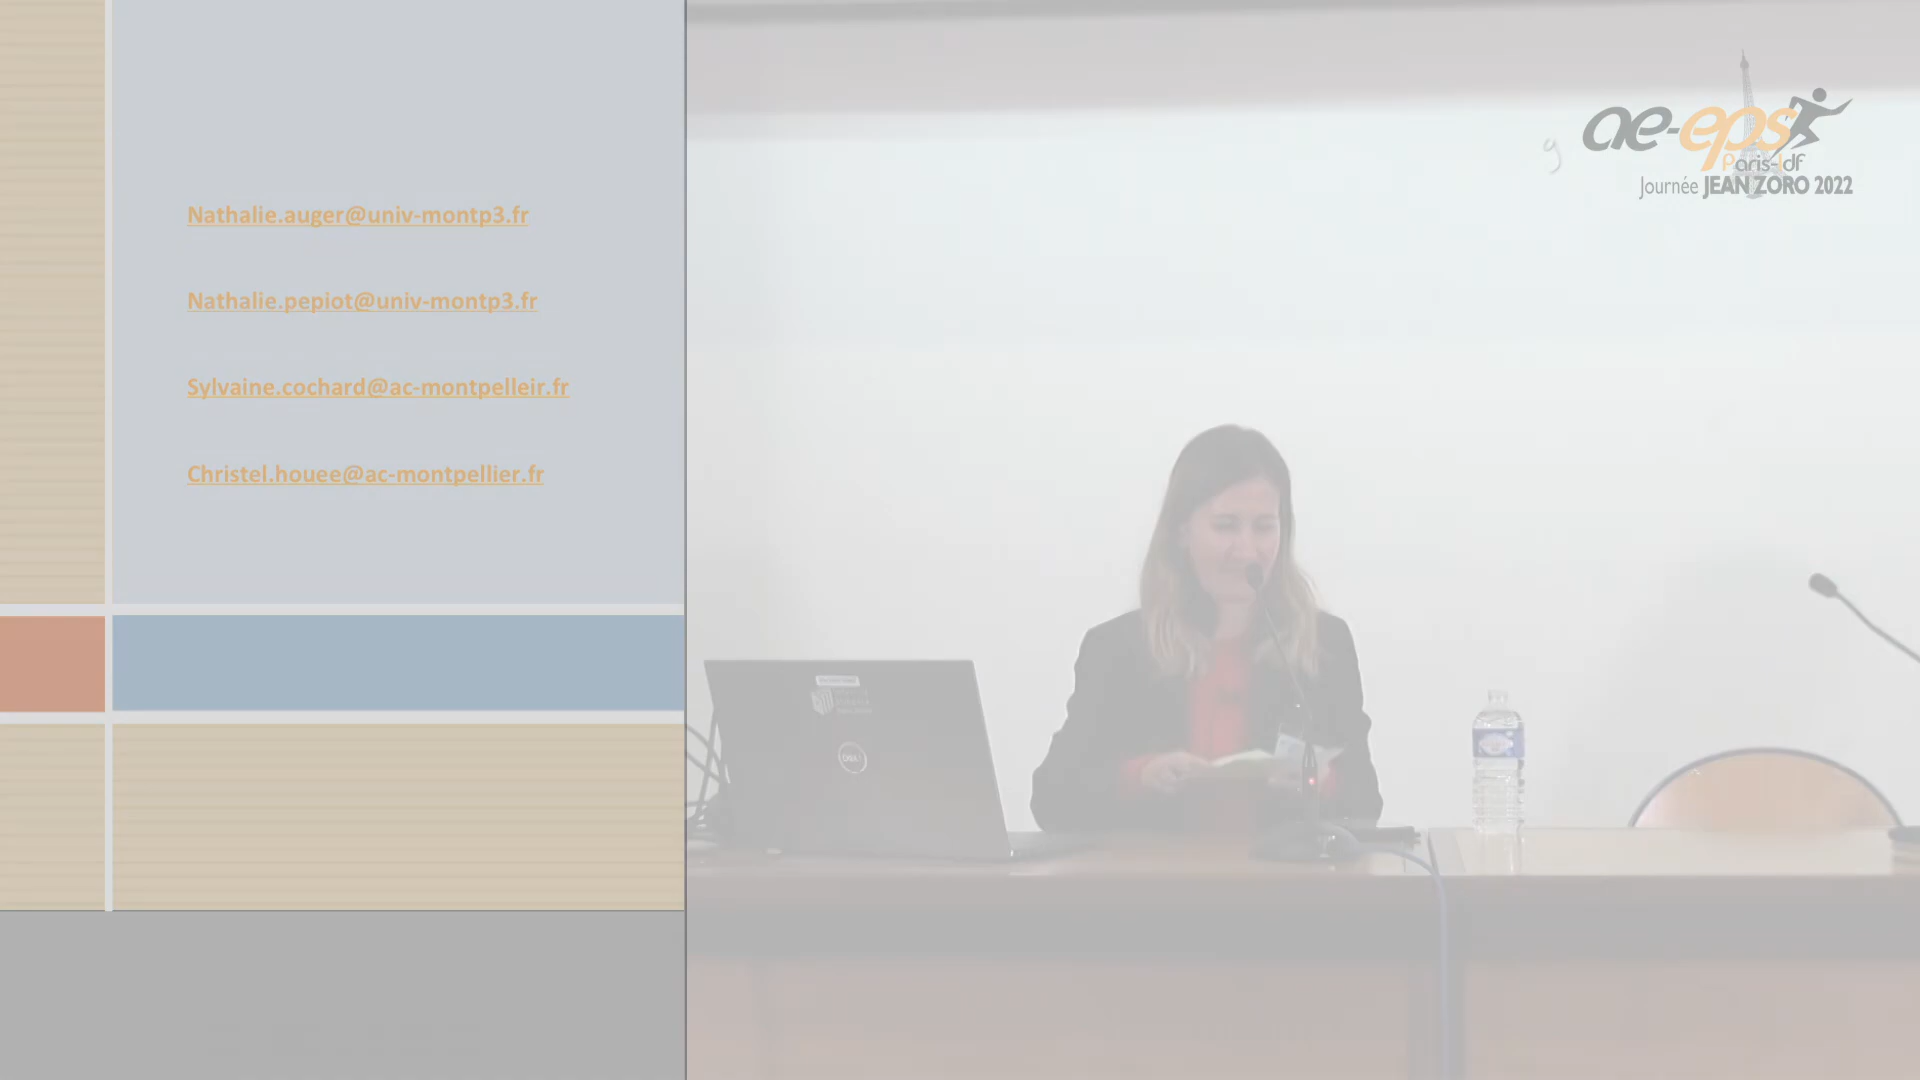 Nathalie.auger@univ-montp3.fr
Nathalie.pepiot@univ-montp3.fr
Sylvaine.cochard@ac-montpelleir.fr
Christel.houee@ac-montpellier.fr
ae-eps
Paris-Idf
Journée JEAN ZORO 2022
DELL